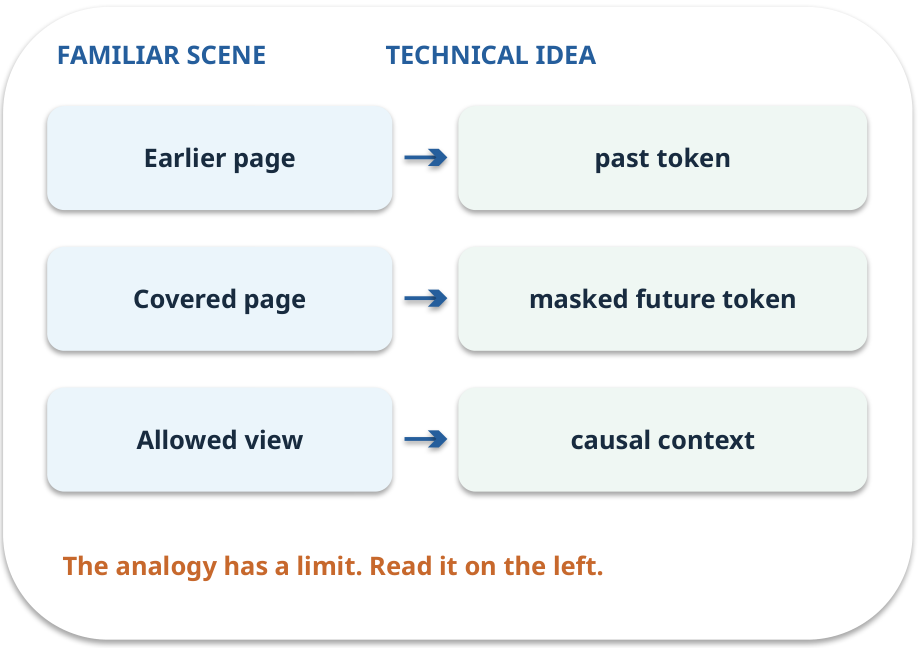 FAMILIAR SCENE TECHNICAL IDEA
Earlier page past token
Covered page masked future token
Allowed view causal context
The analogy has a limit. Read it on the left.